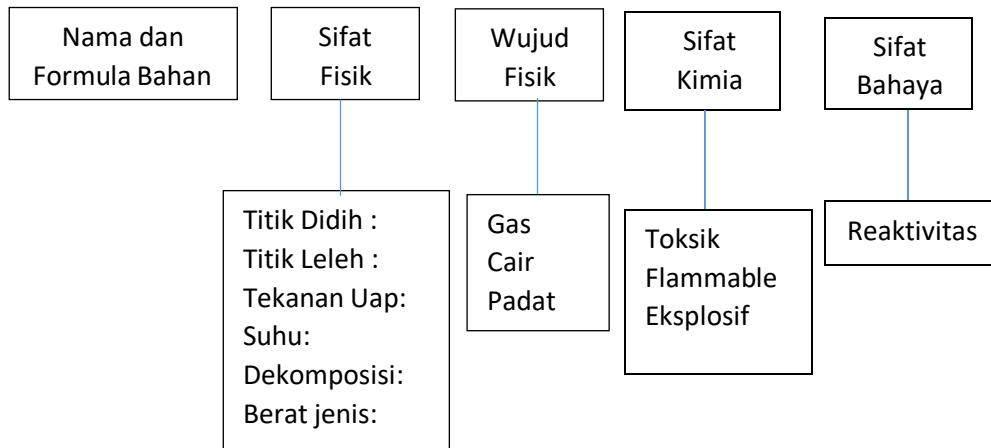 Nama dan
Formula Bahan
Sifat
Fisik
Wujud
Fisik
Sifat
Kimia
Sifat
Bahaya
Titik Didih :
Titik Leleh :
Tekanan Uap:
Suhu:
Dekomposisi:
Berat jenis:
Gas
Cair
Padat
Toksik
Flammable
Eksplosif
Reaktivitas